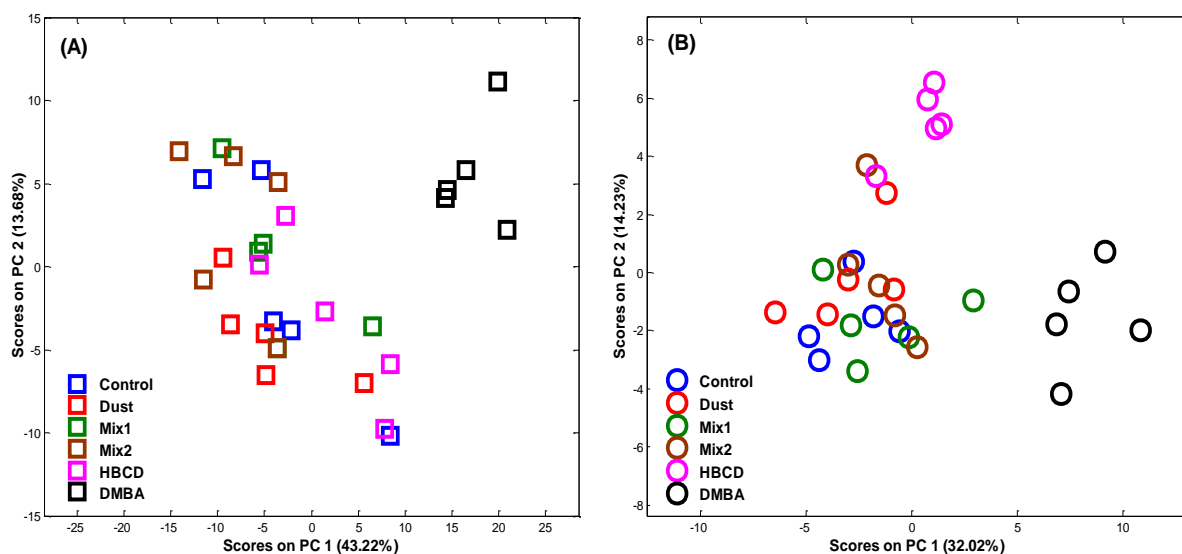 (A)
15
10
5
0
-5
-10
-15
Scores on PC 2 (13.68%)
Control
Dust
Mix1
Mix2
HBCD
DMBA
-25 -20 -15 -10 -5 0 5 10 15 20 25
Scores on PC 1 (43.22%)
(B)
8
6
4
2
0
-2
-4
-6
-8
Scores on PC 2 (14.23%)
Control
Dust
Mix1
Mix2
HBCD
DMBA
-10 -5 0 5 10
Scores on PC 1 (32.02%)